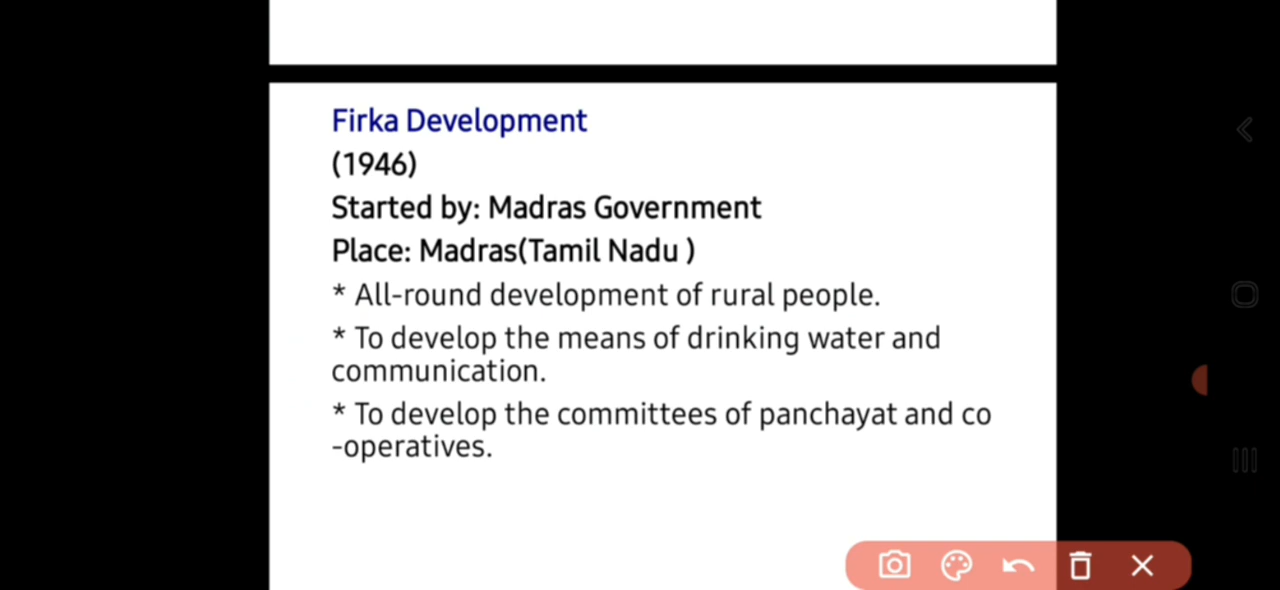 Firka Development
(1946)
Started by: Madras Government
Place: Madras(Tamil Nadu )
* All-round development of rural people.
* To develop the means of drinking water and
communication.
* To develop the committees of panchayat and co
-operatives.